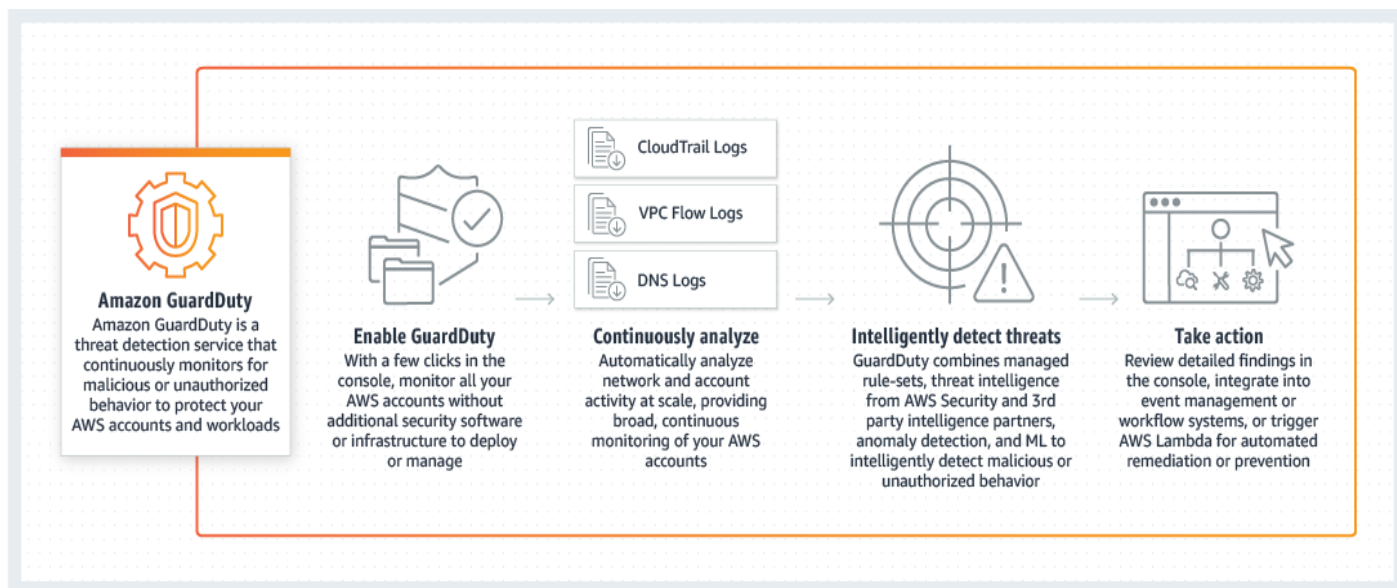 Amazon GuardDuty
Amazon GuardDuty is a
threat detection service that
continuously monitors for
malicious or unauthorized
behavior to protect your
AWS accounts and workloads
Enable GuardDuty
With a few clicks in the
console, monitor all your
AWS accounts without
additional security software
or infrastructure to deploy
or manage
CloudTrail Logs
VPC Flow Logs
DNS Logs
Continuously analyze
Automatically analyze
network and account
activity at scale, providing
broad, continuous
monitoring of your AWS
accounts
Intelligently detect threats
GuardDuty combines managed
rule-sets, threat intelligence
from AWS Security and 3rd
party intelligence partners,
anomaly detection, and ML to
intelligently detect malicious or
unauthorized behavior
Take action
Review detailed findings in
the console, integrate into
event management or
workflow systems, or trigger
AWS Lambda for automated
remediation or prevention